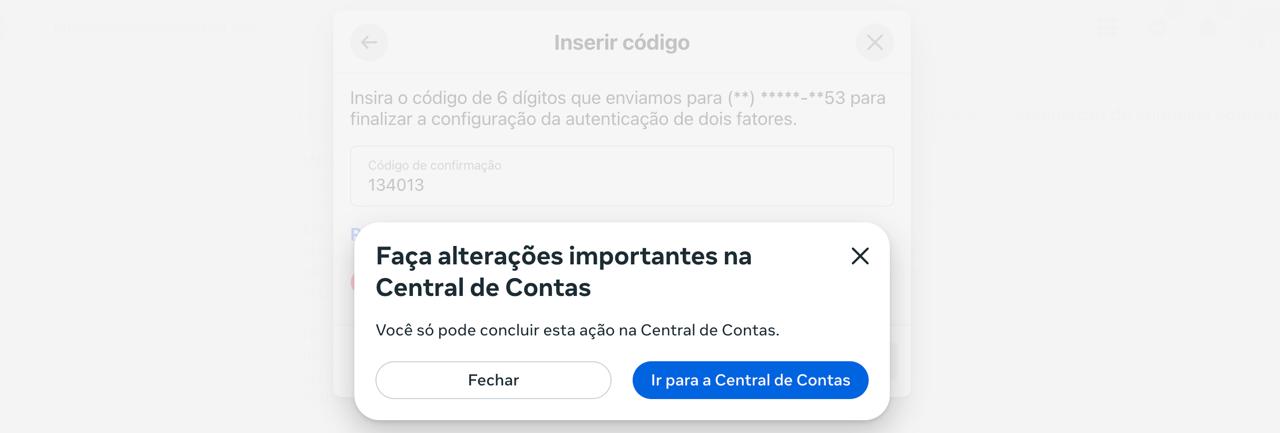 Inserir código
Insira o código de 6 dígitos que enviamos para (**) *****-**53 para
finalizar a configuração da autenticação de dois fatores.
Código de confirmação
134013
Faça alterações importantes na
Central de Contas
Você só pode concluir esta ação na Central de Contas.
Fechar
Ir para a Central de Contas